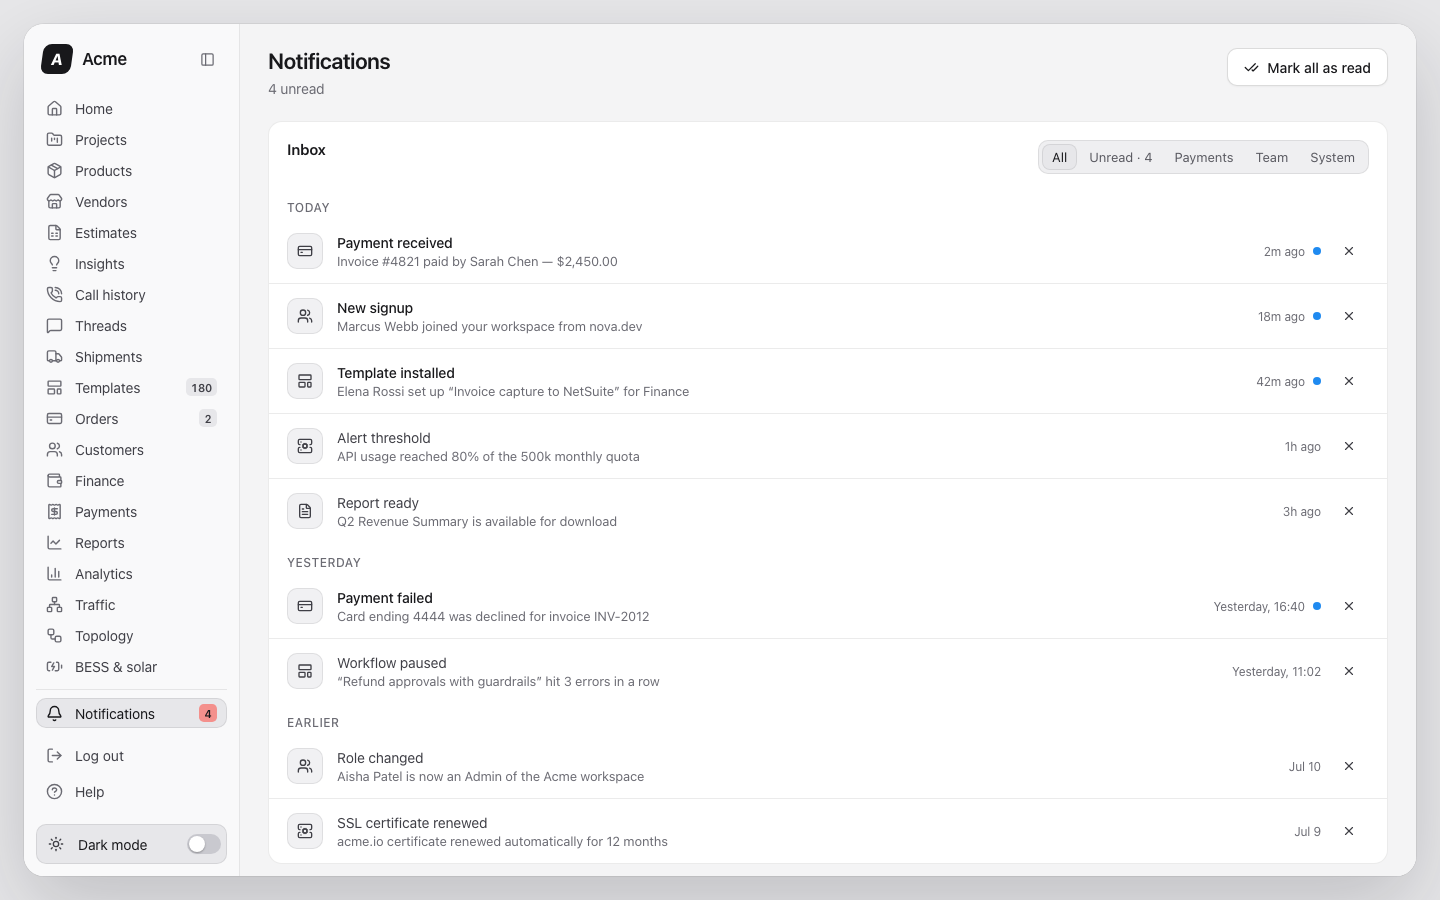 A Acme
Home
Projects
Products
Vendors
Estimates
Insights
Call history
Threads
Shipments
Templates 180
Orders 2
Customers
Finance
Payments
Reports
Analytics
Traffic
Topology
BESS & solar
Notifications 4
Log out
Help
Dark mode
Notifications
4 unread
Mark all as read
Inbox
All Unread · 4 Payments Team System
TODAY
Payment received
Invoice #4821 paid by Sarah Chen — $2,450.00
2m ago
New signup
Marcus Webb joined your workspace from nova.dev
18m ago
Template installed
Elena Rossi set up “Invoice capture to NetSuite” for Finance
42m ago
Alert threshold
API usage reached 80% of the 500k monthly quota
1h ago
Report ready
Q2 Revenue Summary is available for download
3h ago
YESTERDAY
Payment failed
Card ending 4444 was declined for invoice INV-2012
Yesterday, 16:40
Workflow paused
“Refund approvals with guardrails” hit 3 errors in a row
Yesterday, 11:02
EARLIER
Role changed
Aisha Patel is now an Admin of the Acme workspace
Jul 10
SSL certificate renewed
acme.io certificate renewed automatically for 12 months
Jul 9